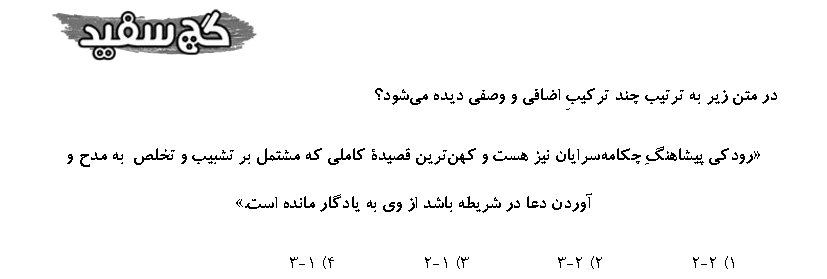 گچ سفید
در متن زیر به ترتیب چند ترکیبِ اضافی و وصفی دیده می‌شود؟
«رودکی پیشاهنگِ چکامه‌سرایان نیز هست و کهن‌ترین قصیدهٔ کاملی که مشتمل بر تشبیب و تخلص به مدح و
آوردن دعا در شریطه باشد از وی به یادگار مانده است.»
۱) ۲-۲ ۲) ۲-۳ ۳) ۱-۲ ۴) ۱-۳